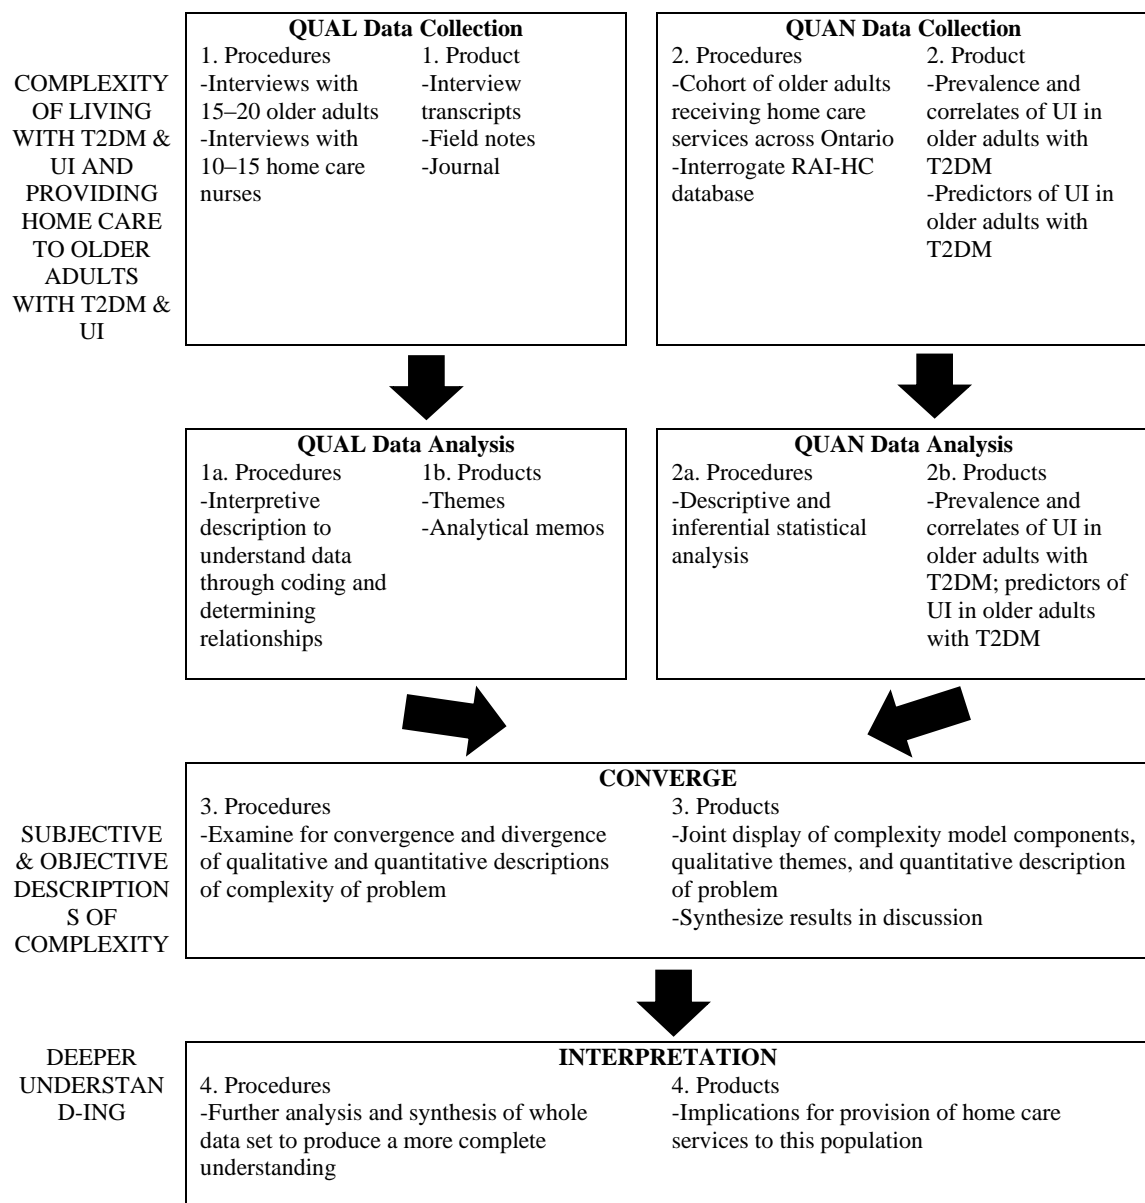 COMPLEXITY
OF LIVING
WITH T2DM &
UI AND
PROVIDING
HOME CARE
TO OLDER
ADULTS
WITH T2DM &
UI
QUAL Data Collection
1. Procedures
-Interviews with
15–20 older adults
-Interviews with
10–15 home care
nurses
1. Product
-Interview
transcripts
-Field notes
-Journal
QUAN Data Collection
2. Procedures
-Cohort of older adults
receiving home care
services across Ontario
-Interrogate RAI-HC
database
2. Product
-Prevalence and
correlates of UI in
older adults with
T2DM
-Predictors of UI in
older adults with
T2DM
QUAL Data Analysis
1a. Procedures
-Interpretive
description to
understand data
through coding and
determining
relationships
1b. Products
-Themes
-Analytical memos
QUAN Data Analysis
2a. Procedures
-Descriptive and
inferential statistical
analysis
2b. Products
-Prevalence and
correlates of UI in
older adults with
T2DM; predictors of
UI in older adults
with T2DM
SUBJECTIVE
& OBJECTIVE
DESCRIPTION
S OF
COMPLEXITY
CONVERGE
3. Procedures
-Examine for convergence and divergence
of qualitative and quantitative descriptions
of complexity of problem
3. Products
-Joint display of complexity model components,
qualitative themes, and quantitative description
of problem
-Synthesize results in discussion
DEEPER
UNDERSTAN
D-ING
INTERPRETATION
4. Procedures
-Further analysis and synthesis of whole
data set to produce a more complete
understanding
4. Products
-Implications for provision of home care
services to this population